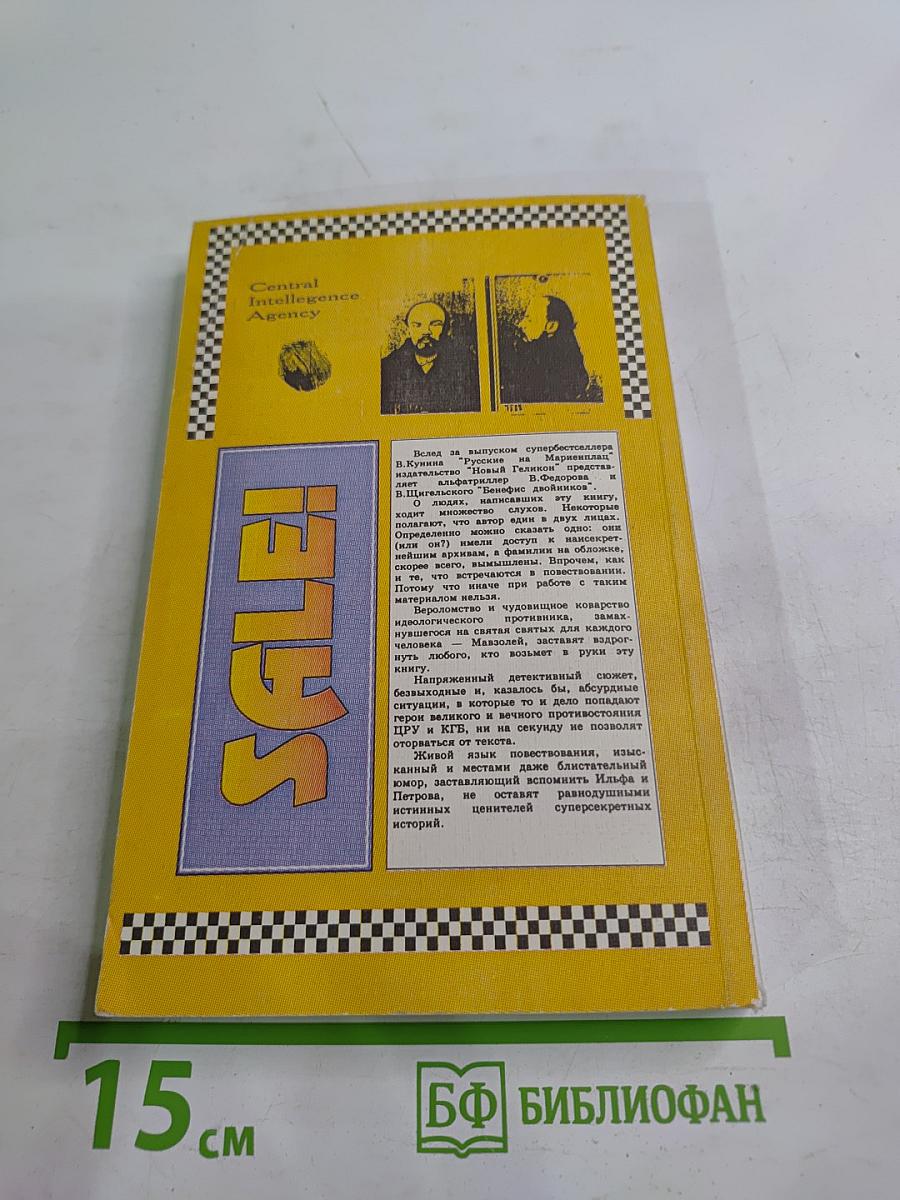 Central
Intellegence
Agency
SALE!
Вслед за выпуском супербестселлера
В.Кунина "Русские на Мариенплац"
издательство "Новый Геликон" представ-
ляет альфатриллер В.Федорова и
В.Щигельского "Бенефис двойников".
О людях, написавших эту книгу,
ходит множество слухов. Некоторые
полагают, что автор един в двух лицах.
Определенно можно сказать одно: они
(или он?) имели доступ к наисекрет-
нейшим архивам, а фамилии на обложке,
скорее всего, вымышлены. Впрочем, как
и те, что встречаются в повествовании.
Потому что иначе при работе с таким
материалом нельзя.
Вероломство и чудовищное коварство
идеологического противника, замах-
нувшегося на святая святых для каждого
человека — Мавзолей, заставят вздрог-
нуть любого, кто возьмет в руки эту
книгу.
Напряженный детективный сюжет,
безвыходные и, казалось бы, абсурдные
ситуации, в которые то и дело попадают
герои великого и вечного противостояния
ЦРУ и КГБ, ни на секунду не позволят
оторваться от текста.
Живой язык повествования, изыс-
канный и местами даже блистательный
юмор, заставляющий вспомнить Ильфа и
Петрова, не оставят равнодушными
истинных ценителей суперсекретных
историй.
15 см
БФ БИБЛИОФАН